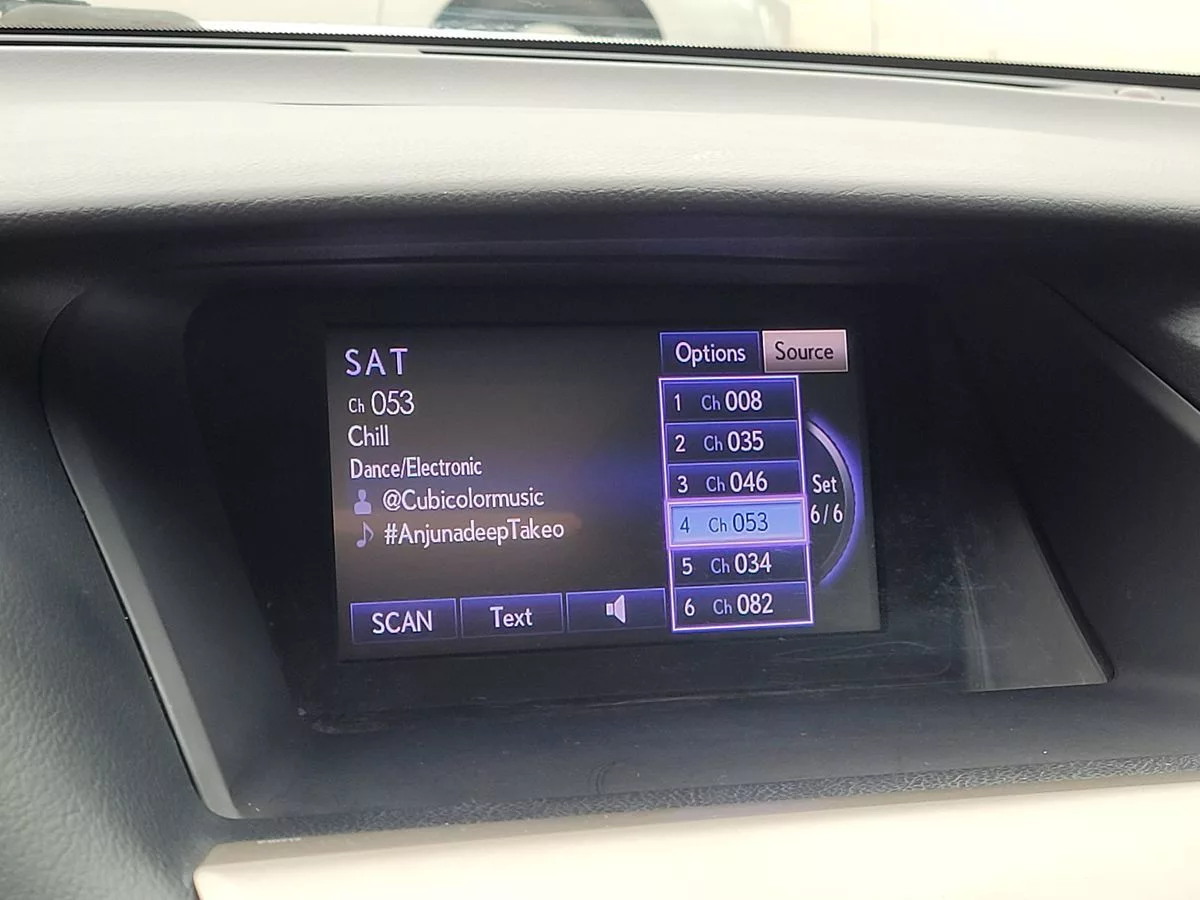 SAT
Ch 053
Chill
Dance/Electronic
@Cubicolormusic
#AnjunadeepTakeo
SCAN
Text
Options
Source
1 Ch 008
2 Ch 035
3 Ch 046
4 Ch 053
5 Ch 034
6 Ch 082
Set
6/6